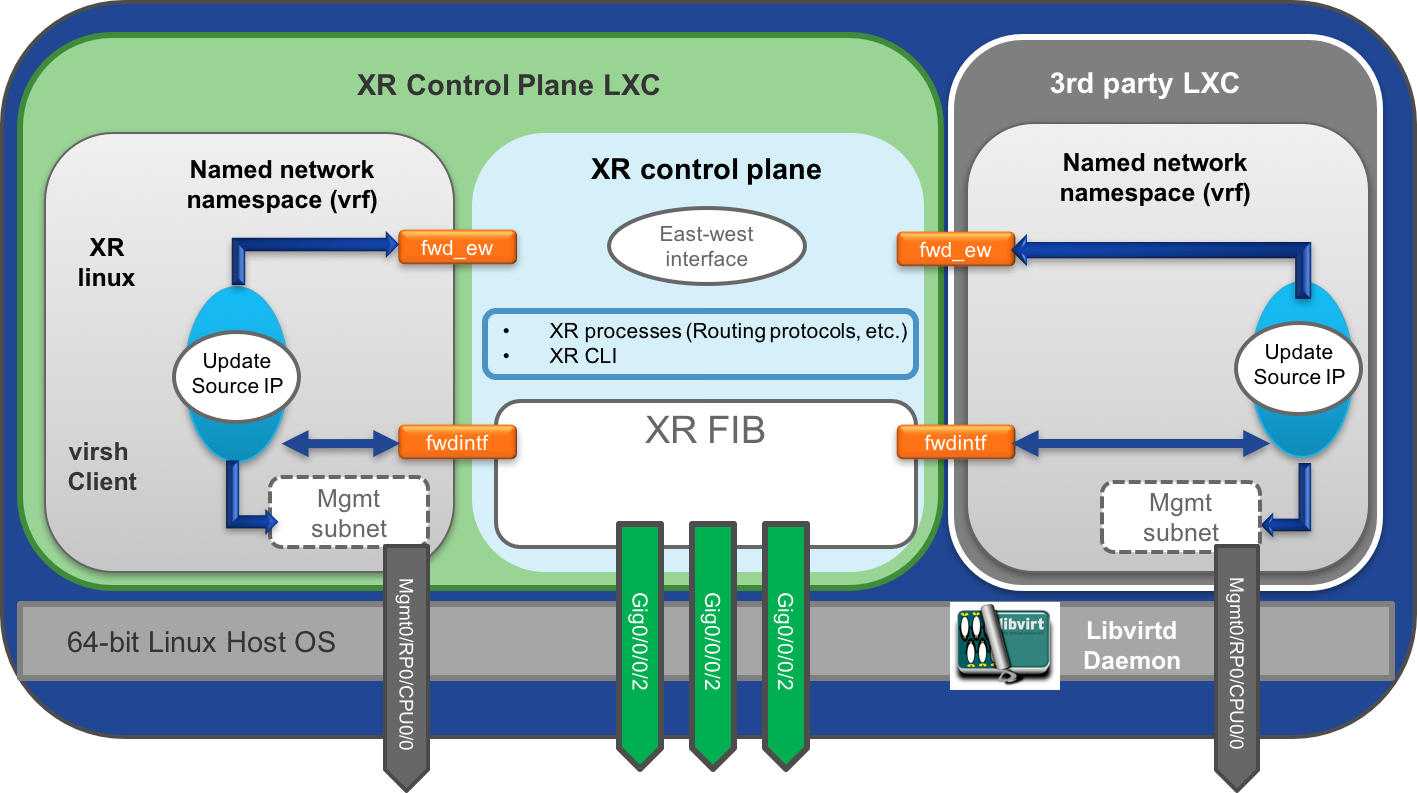 XR Control Plane LXC
3rd party LXC
Named network
namespace (vrf)
XR control plane
Named network
namespace (vrf)
XR
linux
fwd_ew
East-west
interface
fwd_ew
• XR processes (Routing protocols, etc.)
• XR CLI
Update
Source IP
Update
Source IP
virsh
Client
fwdintf
XR FIB
fwdintf
Mgmt
subnet
Mgmt
subnet
Mgmt0/RP0/CPU0/0
Gig0/0/0/2
Gig0/0/0/2
Gig0/0/0/2
Mgmt0/RP0/CPU0/0
64-bit Linux Host OS
libvirt
Libvirtd
Daemon